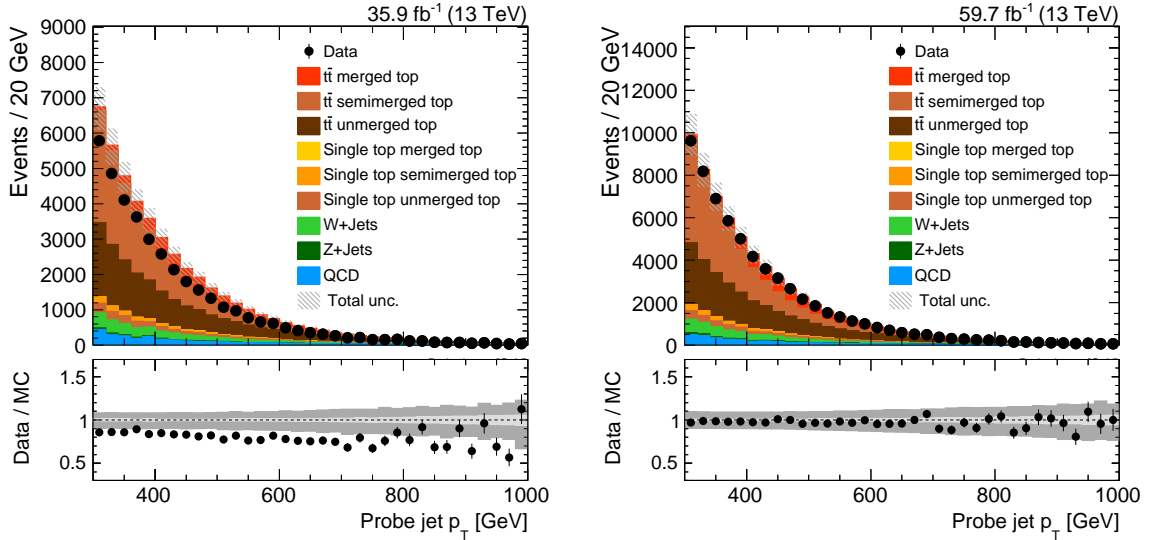 35.9 fb⁻¹ (13 TeV)
Events / 20 GeV
9000
8000
7000
6000
5000
4000
3000
2000
1000
0
Data
tt̄ merged top
tt̄ semimerged top
tt̄ unmerged top
Single top merged top
Single top semimerged top
Single top unmerged top
W+Jets
Z+Jets
QCD
Total unc.
Data / MC
1.5
1
0.5
400
600
800
1000
Probe jet p_T [GeV]
59.7 fb⁻¹ (13 TeV)
Events / 20 GeV
14000
12000
10000
8000
6000
4000
2000
0
Data
tt̄ merged top
tt̄ semimerged top
tt̄ unmerged top
Single top merged top
Single top semimerged top
Single top unmerged top
W+Jets
Z+Jets
QCD
Total unc.
Data / MC
1.5
1
0.5
400
600
800
1000
Probe jet p_T [GeV]